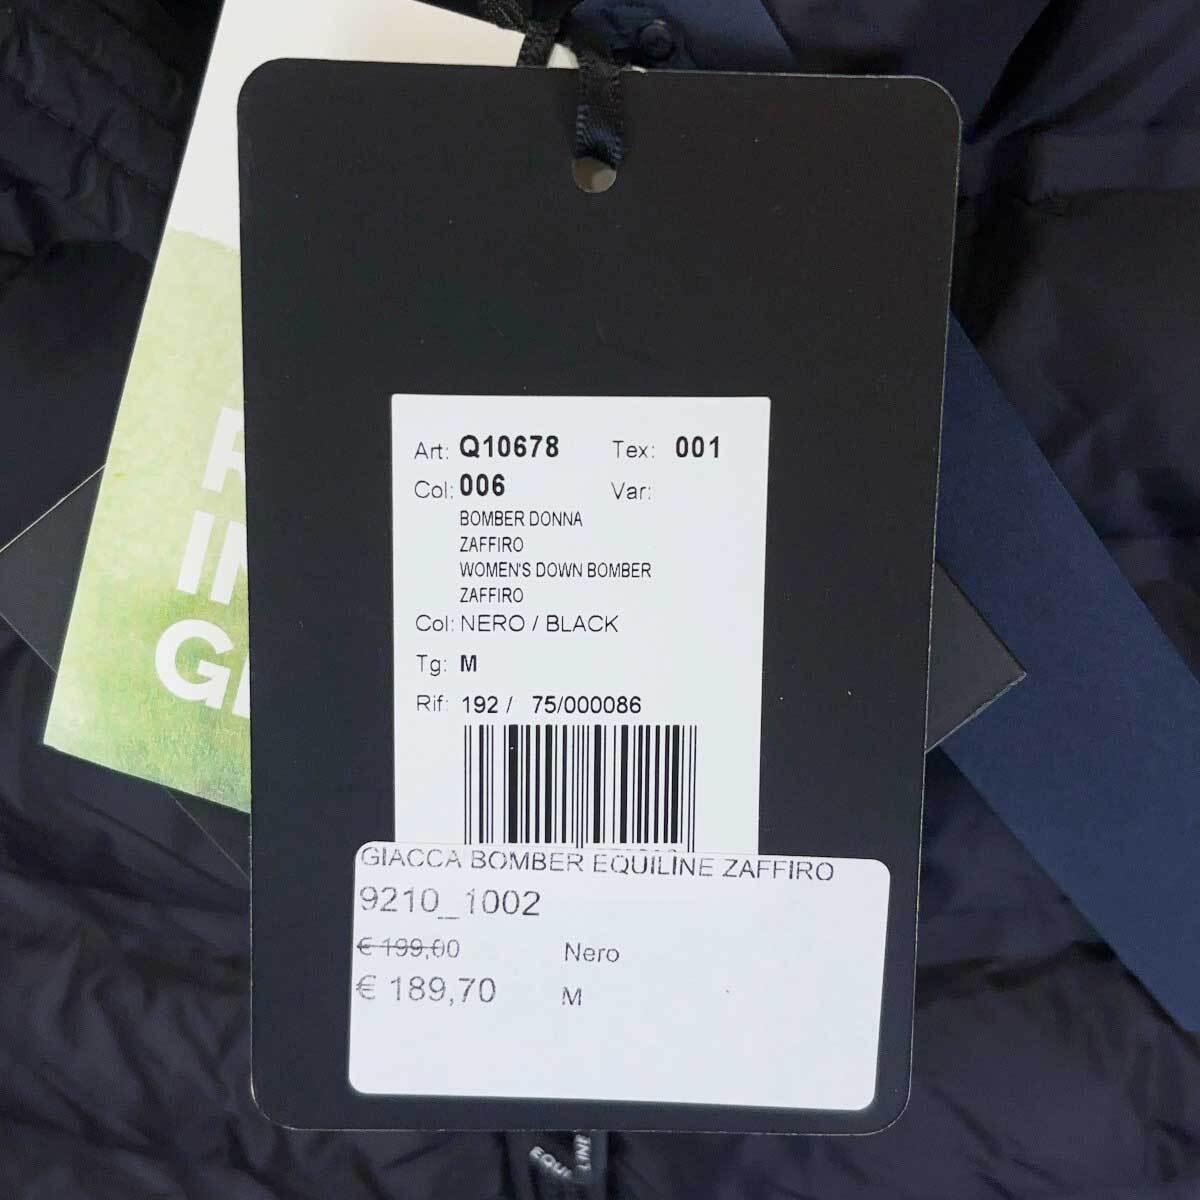 Art: Q10678 Tex: 001
Col: 006 Var:
BOMBER DONNA
ZAFFIRO
WOMEN'S DOWN BOMBER
ZAFFIRO
Col: NERO / BLACK
Tg: M
Rif: 192 / 75/000086
GIACCA BOMBER EQUILINE ZAFFIRO
9210_1002
€ 199,00 Nero
€ 189,70 M